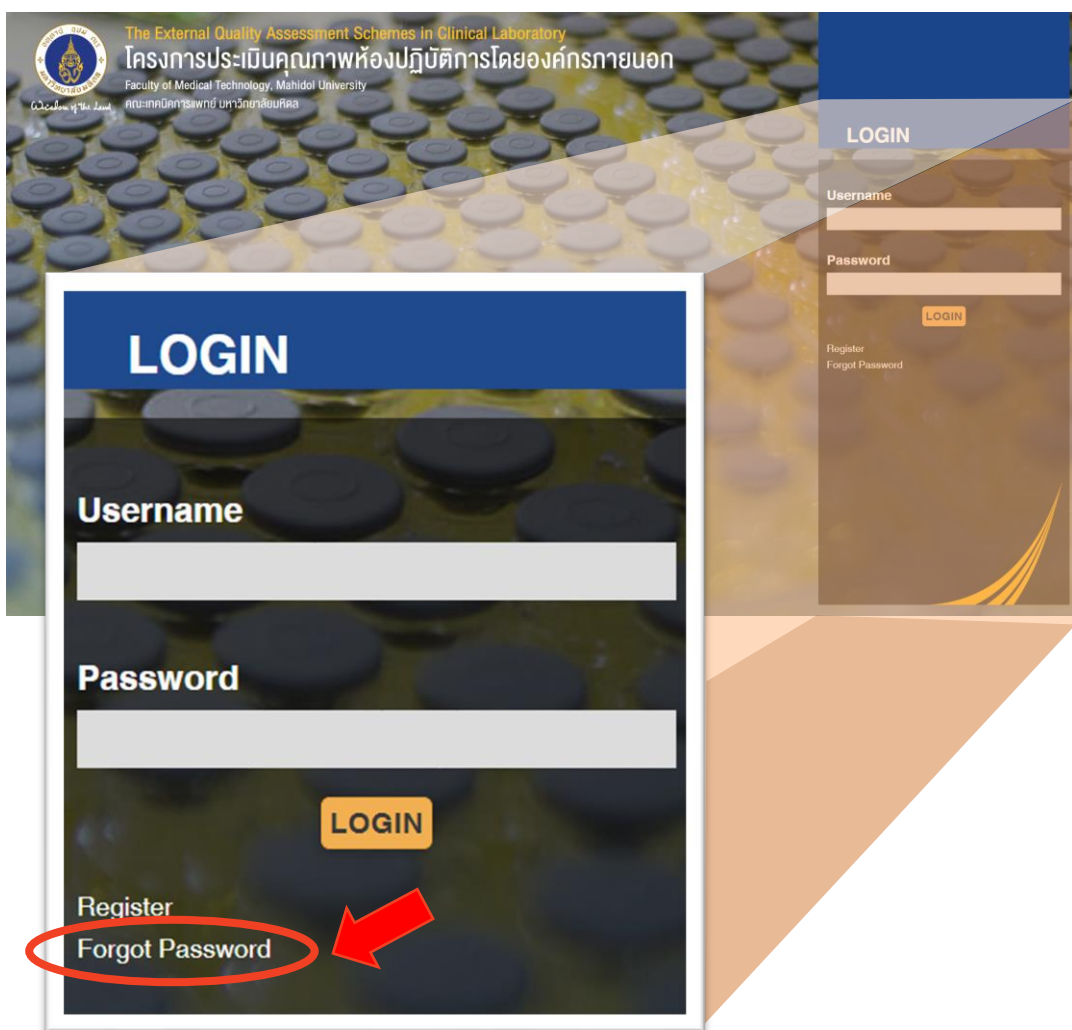 The External Quality Assessment Schemes in Clinical Laboratory
โครงการประเมินคุณภาพห้องปฏิบัติการโดยองค์กรภายนอก
Faculty of Medical Technology, Mahidol University
คณะเทคนิคการแพทย์ มหาวิทยาลัยมหิดล
Wisdom of the Land
LOGIN
Username
Password
LOGIN
Register
Forgot Password
LOGIN
Username
Password
LOGIN
Register
Forgot Password